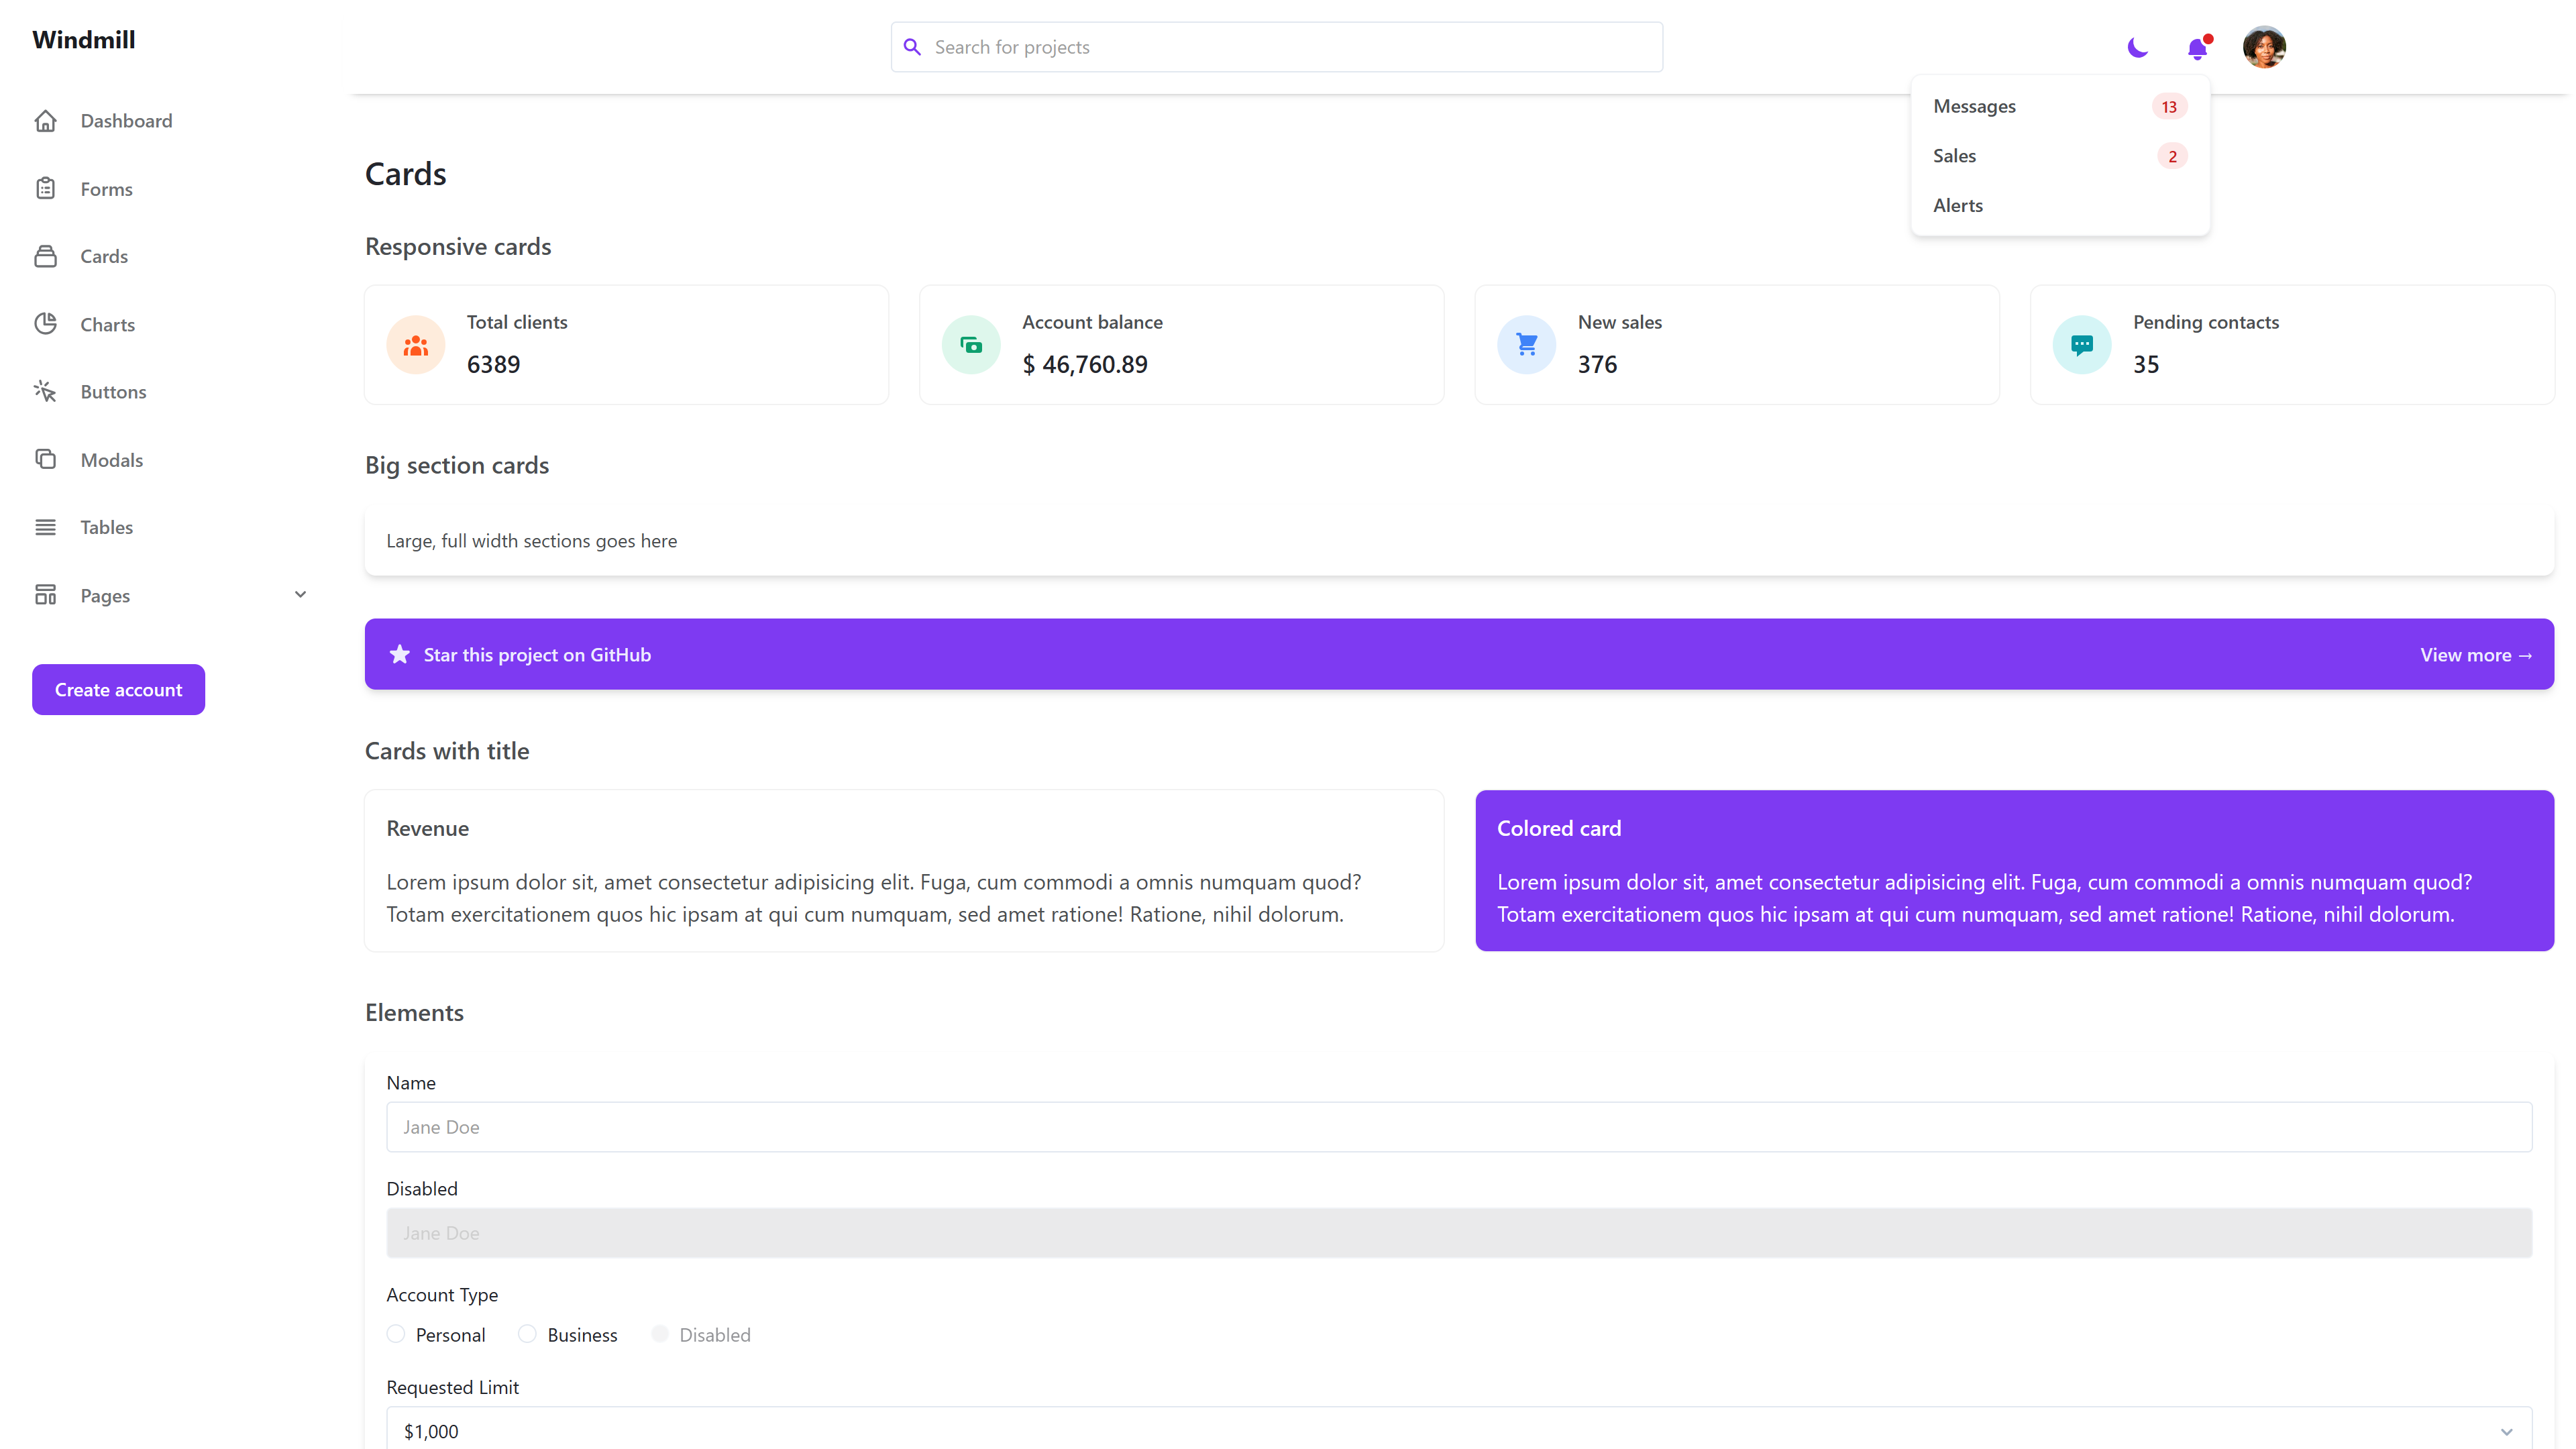 Windmill
Search for projects
Dashboard
Forms
Cards
Charts
Buttons
Modals
Tables
Pages
Create account
Messages 13
Sales 2
Alerts
Cards
Responsive cards
Total clients
6389
Account balance
$ 46,760.89
New sales
376
Pending contacts
35
Big section cards
Large, full width sections goes here
Star this project on GitHub
View more →
Cards with title
Revenue
Lorem ipsum dolor sit, amet consectetur adipisicing elit. Fuga, cum commodi a omnis numquam quod?
Totam exercitationem quos hic ipsam at qui cum numquam, sed amet ratione! Ratione, nihil dolorum.
Colored card
Lorem ipsum dolor sit, amet consectetur adipisicing elit. Fuga, cum commodi a omnis numquam quod?
Totam exercitationem quos hic ipsam at qui cum numquam, sed amet ratione! Ratione, nihil dolorum.
Elements
Name
Jane Doe
Disabled
Jane Doe
Account Type
Personal Business Disabled
Requested Limit
$1,000